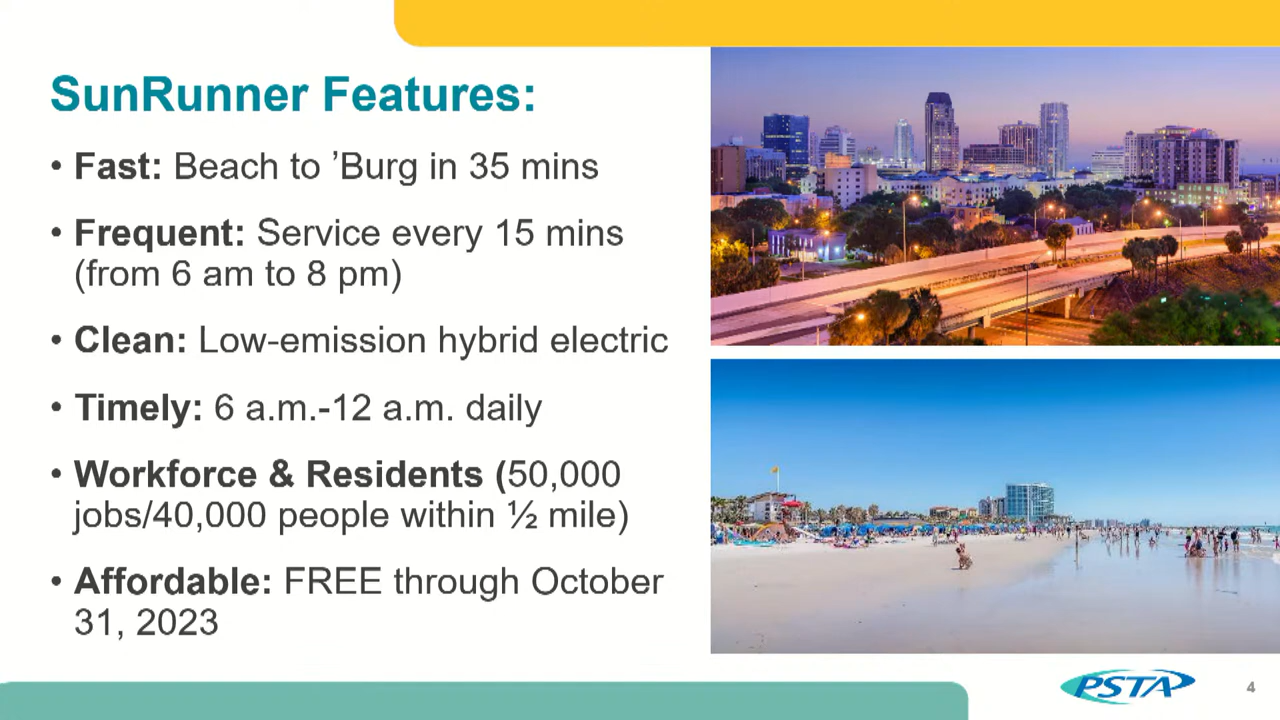 SunRunner Features:
• Fast: Beach to ’Burg in 35 mins
• Frequent: Service every 15 mins
(from 6 am to 8 pm)
• Clean: Low-emission hybrid electric
• Timely: 6 a.m.-12 a.m. daily
• Workforce & Residents (50,000
jobs/40,000 people within ½ mile)
• Affordable: FREE through October
31, 2023
PSTA
4